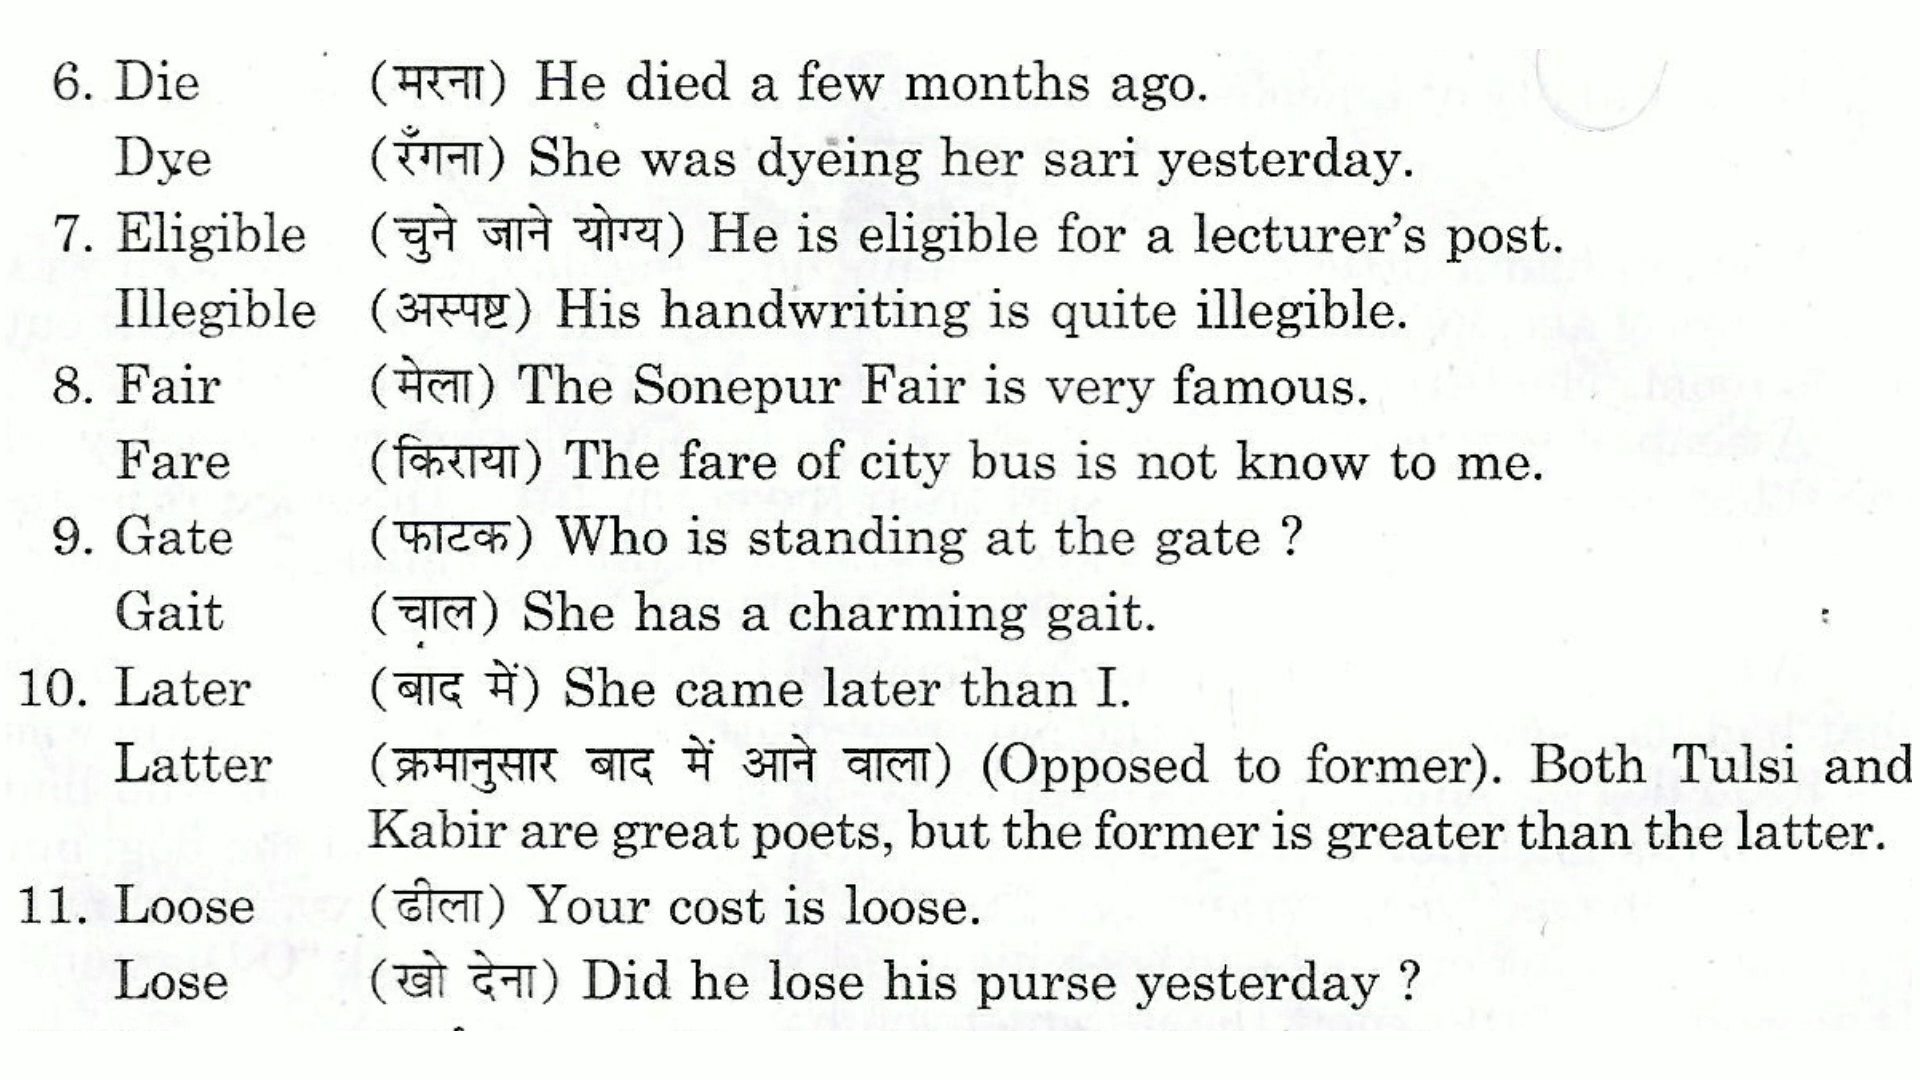 6. Die (मरना) He died a few months ago.
Dye (रँगना) She was dyeing her sari yesterday.
7. Eligible (चुने जाने योग्य) He is eligible for a lecturer's post.
Illegible (अस्पष्ट) His handwriting is quite illegible.
8. Fair (मेला) The Sonepur Fair is very famous.
Fare (किराया) The fare of city bus is not know to me.
9. Gate (फाटक) Who is standing at the gate ?
Gait (चाल) She has a charming gait.
10. Later (बाद में) She came later than I.
Latter (क्रमानुसार बाद में आने वाला) (Opposed to former). Both Tulsi and
Kabir are great poets, but the former is greater than the latter.
11. Loose (ढीला) Your cost is loose.
Lose (खो देना) Did he lose his purse yesterday ?